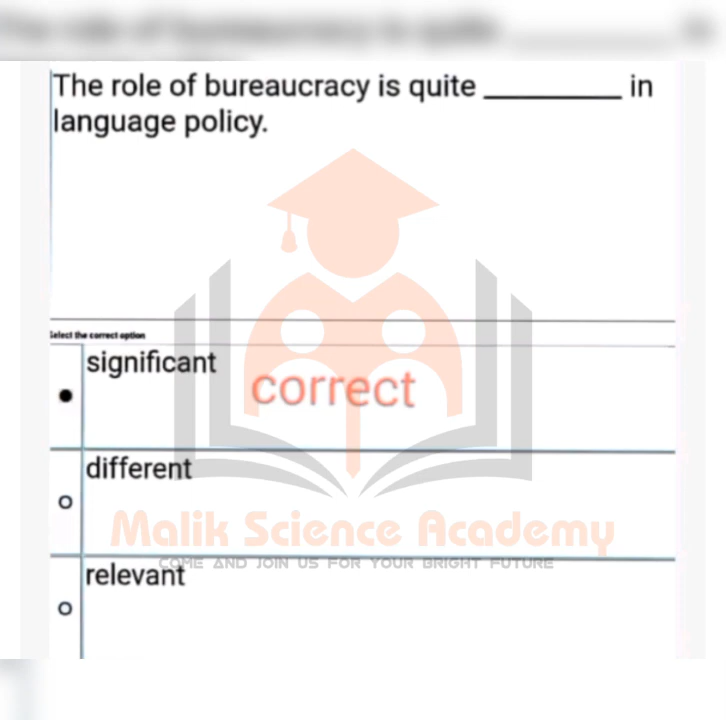 The role of bureaucracy is quite __________ in
language policy.
Select the correct option
significant
correct
different
Malik Science Academy
COME AND JOIN US FOR YOUR BRIGHT FUTURE
relevant